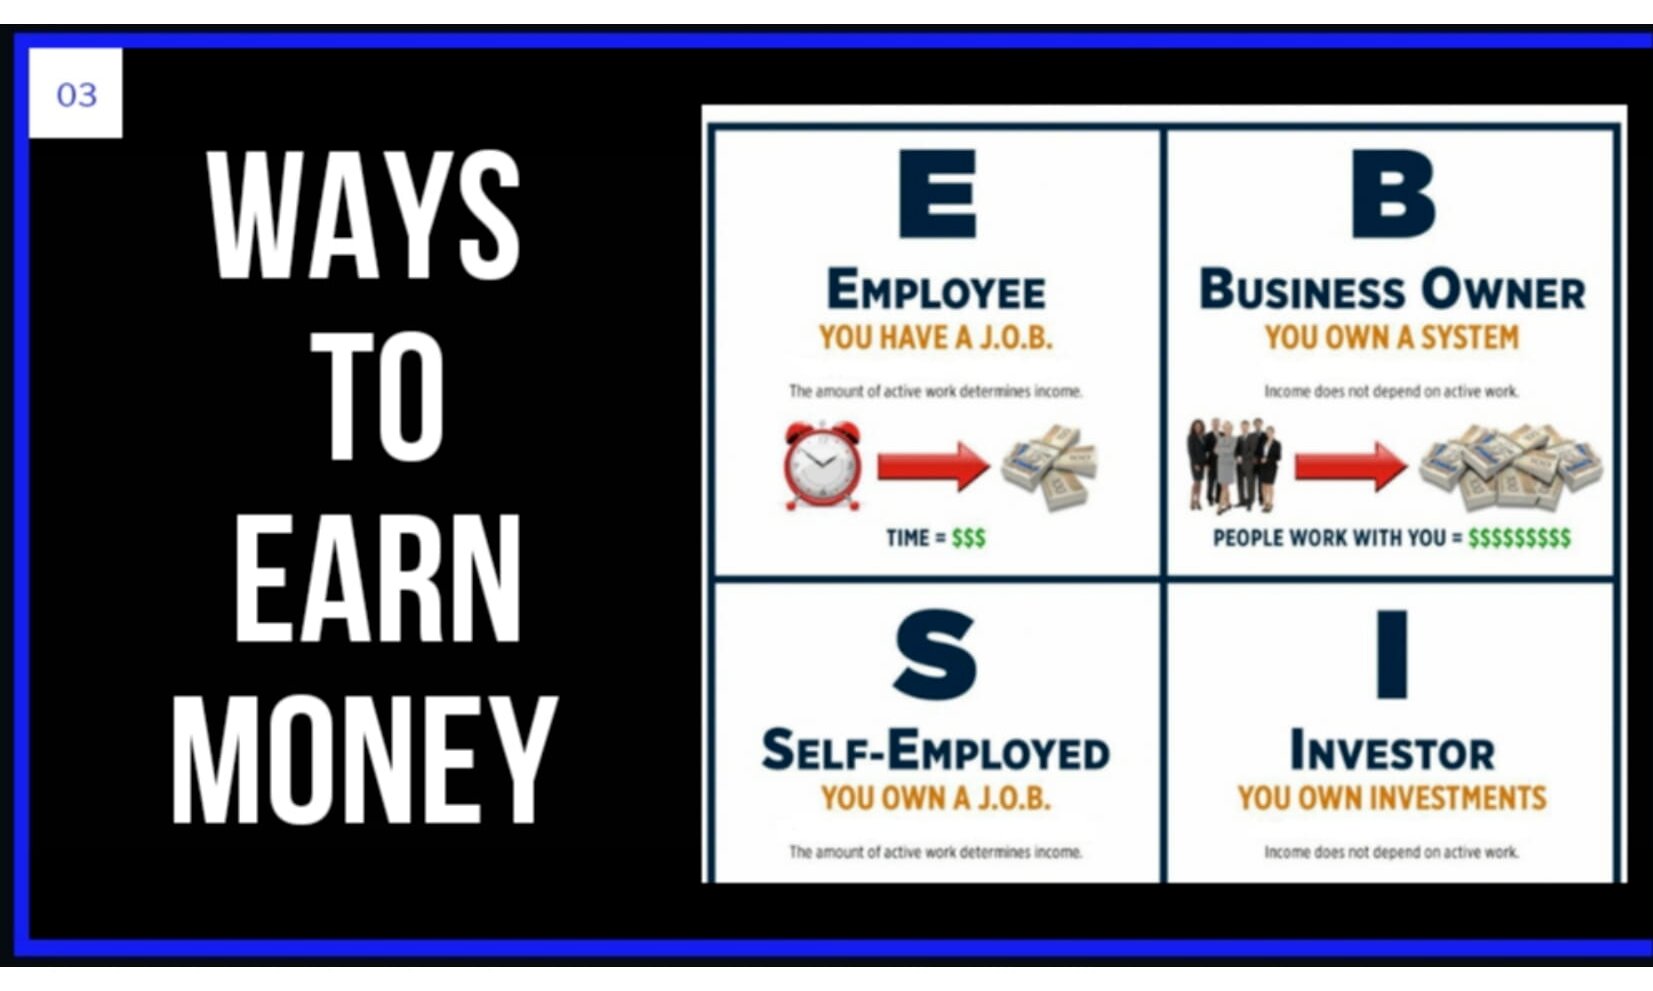 03
WAYS
TO
EARN
MONEY
E
EMPLOYEE
YOU HAVE A J.O.B.
The amount of active work determines income.
TIME = $$$
B
BUSINESS OWNER
YOU OWN A SYSTEM
Income does not depend on active work.
PEOPLE WORK WITH YOU = $$$$$$$$$
S
SELF-EMPLOYED
YOU OWN A J.O.B.
The amount of active work determines income.
I
INVESTOR
YOU OWN INVESTMENTS
Income does not depend on active work.